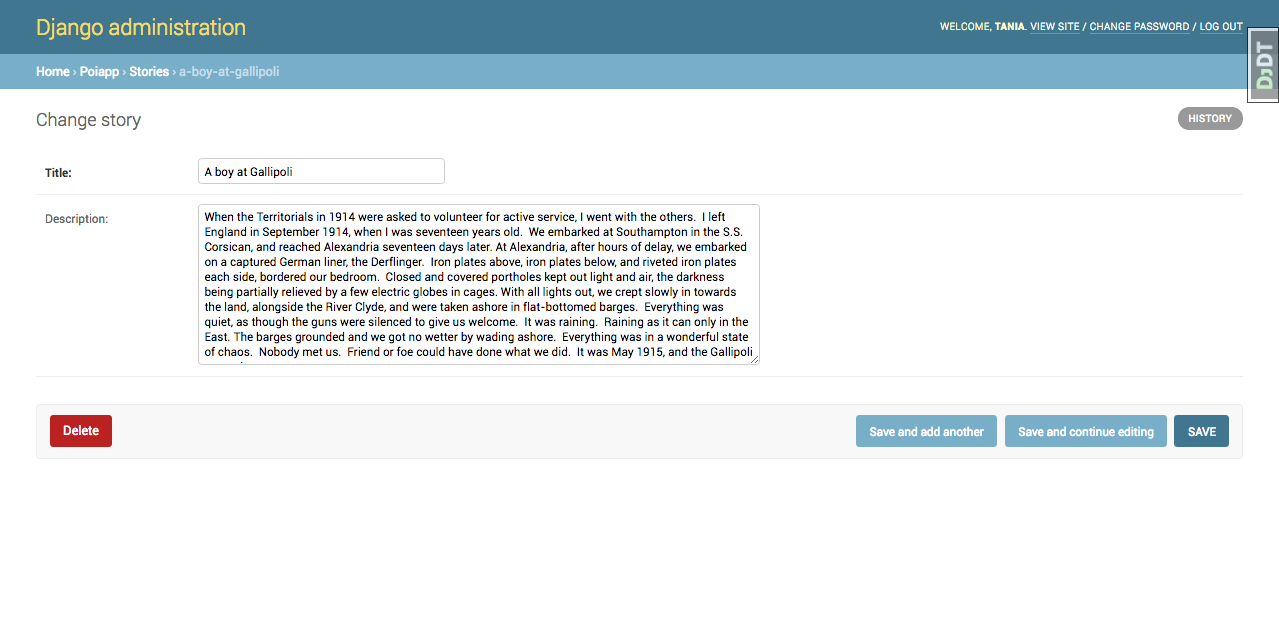 Django administration
WELCOME, TANIA. VIEW SITE / CHANGE PASSWORD / LOG OUT
DJDT
Home › Poiapp › Stories › a-boy-at-gallipoli
Change story
HISTORY
Title:
A boy at Gallipoli
Description:
When the Territorials in 1914 were asked to volunteer for active service, I went with the others.  I left
England in September 1914, when I was seventeen years old.  We embarked at Southampton in the S.S.
Corsican, and reached Alexandria seventeen days later. At Alexandria, after hours of delay, we embarked
on a captured German liner, the Derflinger.  Iron plates above, iron plates below, and riveted iron plates
each side, bordered our bedroom.  Closed and covered portholes kept out light and air, the darkness
being partially relieved by a few electric globes in cages. With all lights out, we crept slowly in towards
the land, alongside the River Clyde, and were taken ashore in flat-bottomed barges.  Everything was
quiet, as though the guns were silenced to give us welcome.  It was raining.  Raining as it can only in the
East. The barges grounded and we got no wetter by wading ashore.  Everything was in a wonderful state
of chaos.  Nobody met us.  Friend or foe could have done what we did.  It was May 1915, and the Gallipoli
Delete
Save and add another
Save and continue editing
SAVE